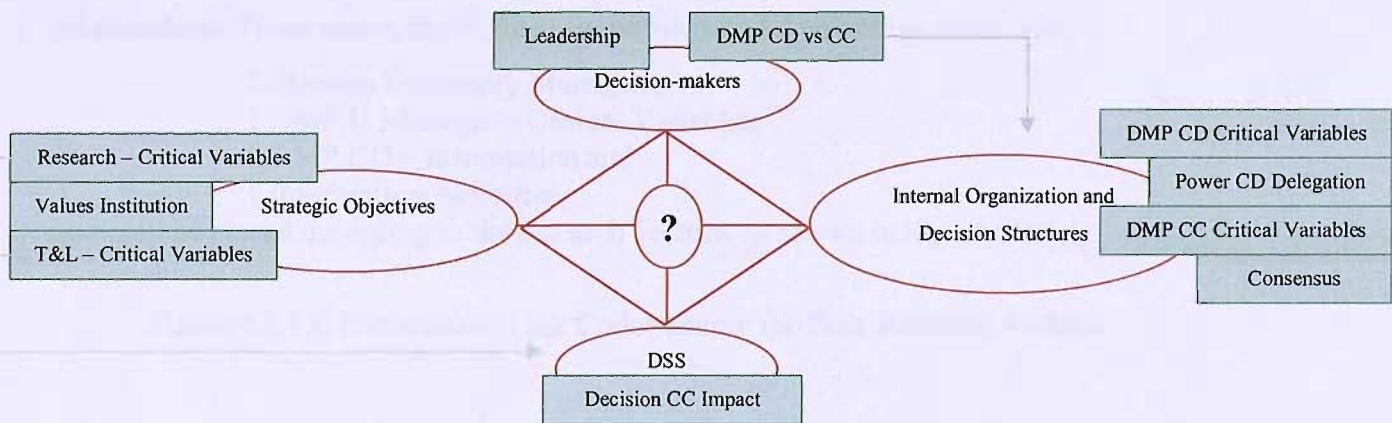 Leadership
DMP CD vs CC
Decision-makers
Research – Critical Variables
Values Institution
T&L – Critical Variables
Strategic Objectives
?
Internal Organization and
Decision Structures
DMP CD Critical Variables
Power CD Delegation
DMP CC Critical Variables
Consensus
DSS
Decision CC Impact